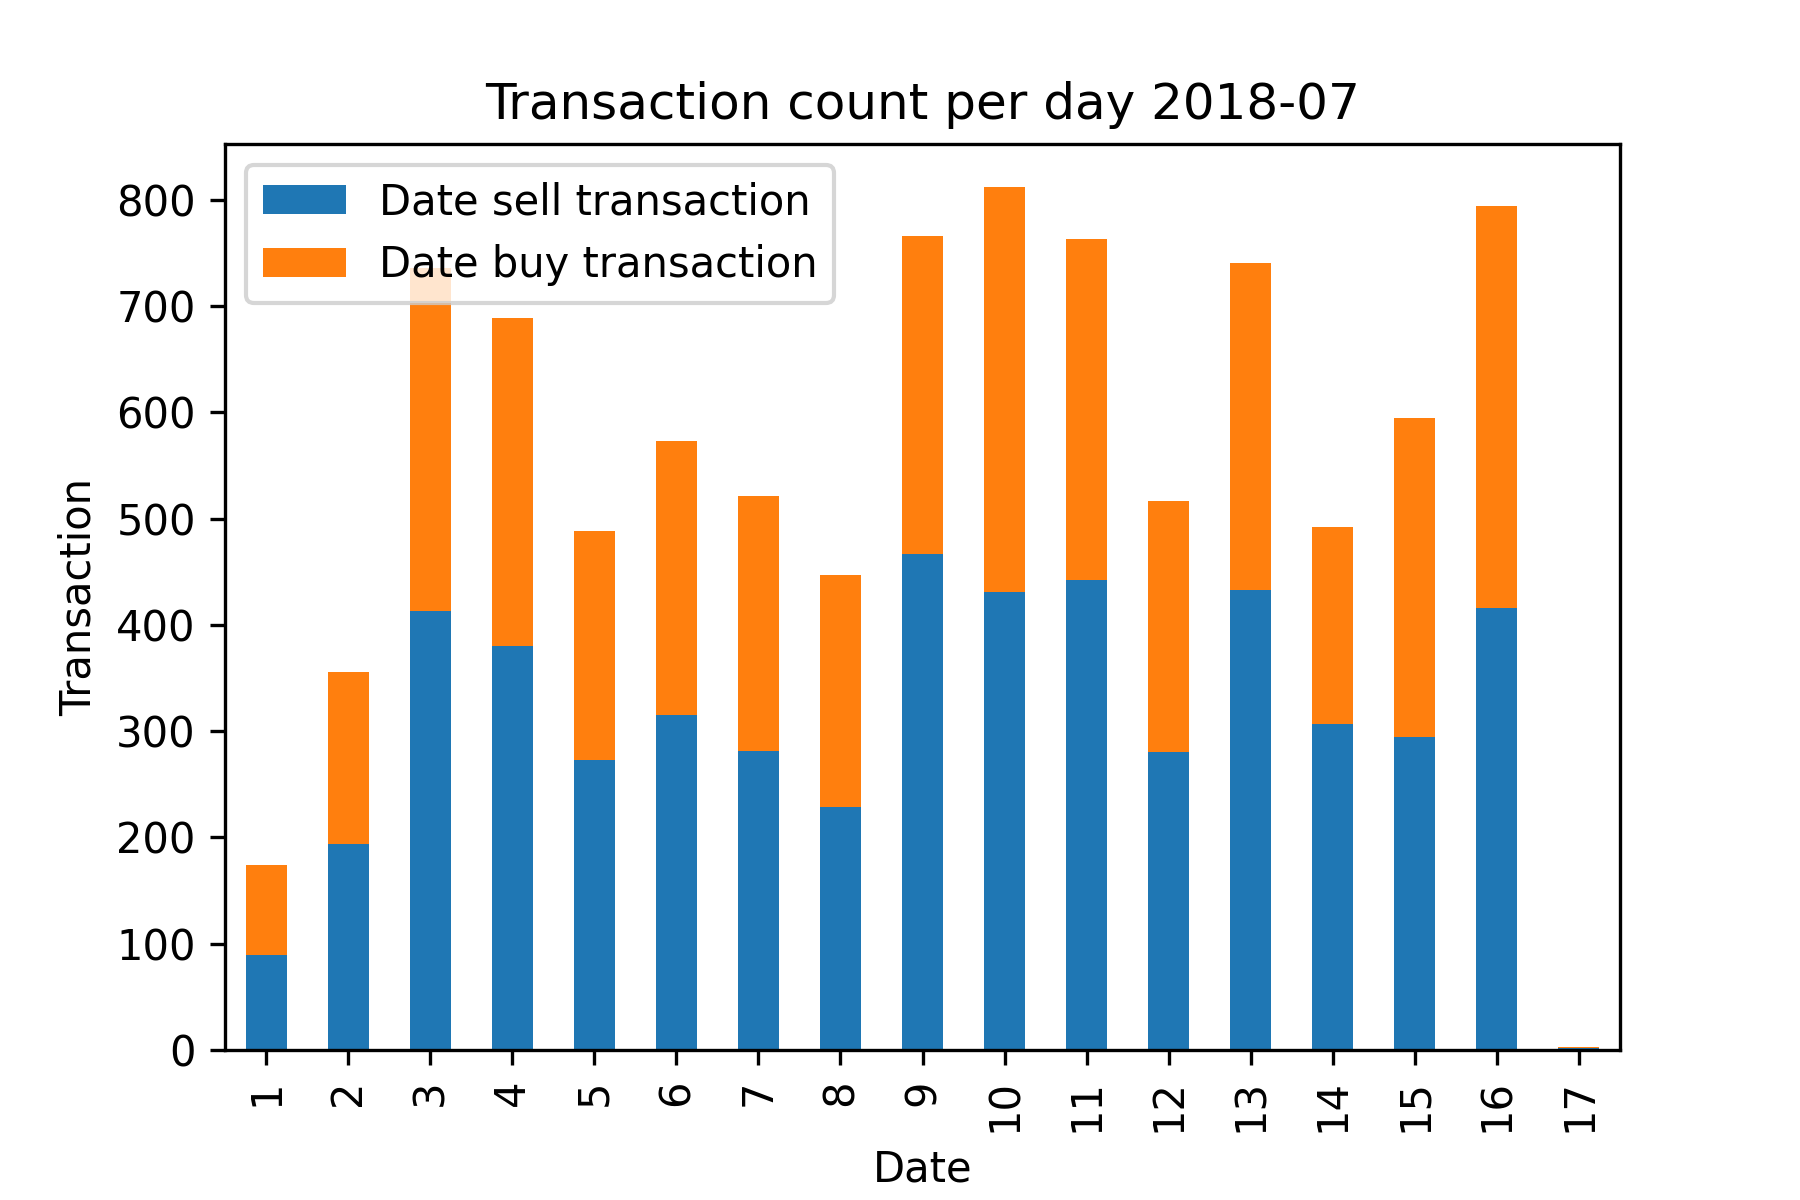 Transaction count per day 2018-07
Date sell transaction
Date buy transaction
800
700
600
500
400
300
200
100
0
Transaction
1 2 3 4 5 6 7 8 9 10 11 12 13 14 15 16 17
Date